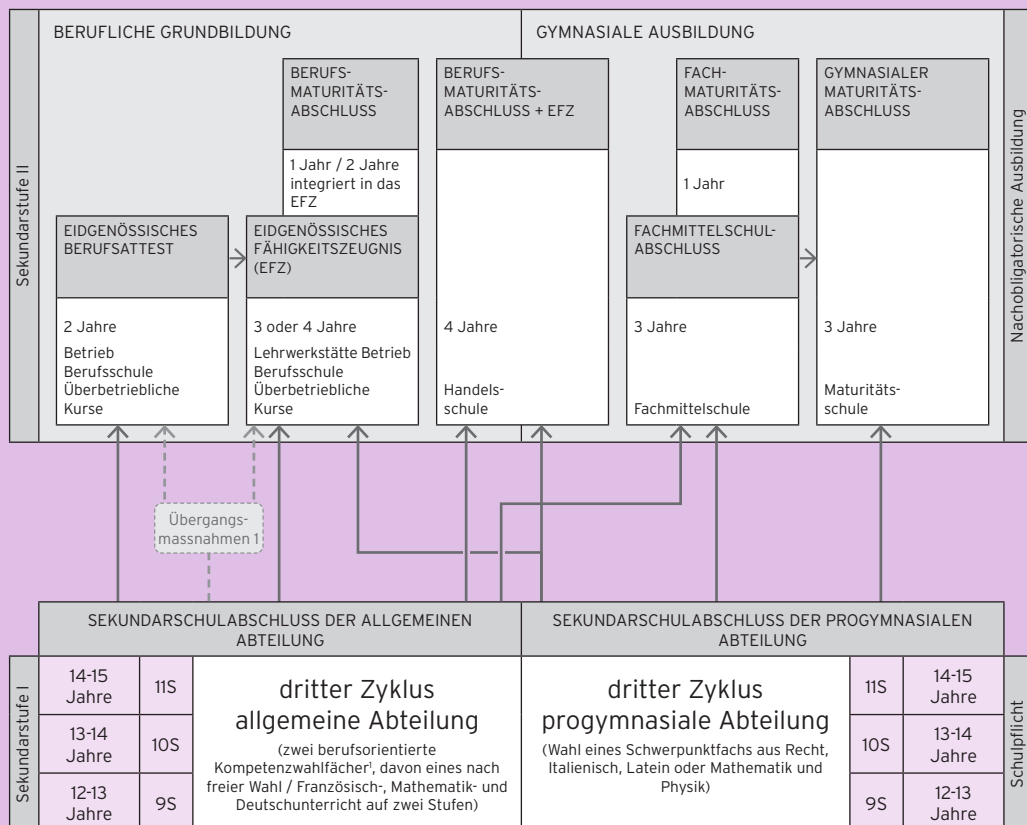 BERUFLICHE GRUNDBILDUNG
GYMNASIALE AUSBILDUNG
Sekundarstufe II
Nachobligatorische Ausbildung
BERUFS-
MATURITÄTS-
ABSCHLUSS
1 Jahr / 2 Jahre
integriert in das
EFZ
BERUFS-
MATURITÄTS-
ABSCHLUSS + EFZ
FACH-
MATURITÄTS-
ABSCHLUSS
1 Jahr
GYMNASIALER
MATURITÄTS-
ABSCHLUSS
EIDGENÖSSISCHES
BERUFSATTEST
2 Jahre
Betrieb
Berufsschule
Überbetriebliche
Kurse
EIDGENÖSSISCHES
FÄHIGKEITSZEUGNIS
(EFZ)
3 oder 4 Jahre
Lehrwerkstätte Betrieb
Berufsschule
Überbetriebliche
Kurse
4 Jahre
Handels-
schule
FACHMITTELSCHUL-
ABSCHLUSS
3 Jahre
Fachmittelschule
3 Jahre
Maturitäts-
schule
Übergangs-
massnahmen 1
SEKUNDARSCHULABSCHLUSS DER ALLGEMEINEN
ABTEILUNG
SEKUNDARSCHULABSCHLUSS DER PROGYMNASIALEN
ABTEILUNG
Sekundarstufe I
14-15
Jahre
11S
13-14
Jahre
10S
12-13
Jahre
9S
dritter Zyklus
allgemeine Abteilung
(zwei berufsorientierte
Kompetenzwahlfächer¹, davon eines nach
freier Wahl / Französisch-, Mathematik- und
Deutschunterricht auf zwei Stufen)
dritter Zyklus
progymnasiale Abteilung
(Wahl eines Schwerpunktfachs aus Recht,
Italienisch, Latein oder Mathematik und
Physik)
11S
14-15
Jahre
10S
13-14
Jahre
9S
12-13
Jahre
Schulpflicht